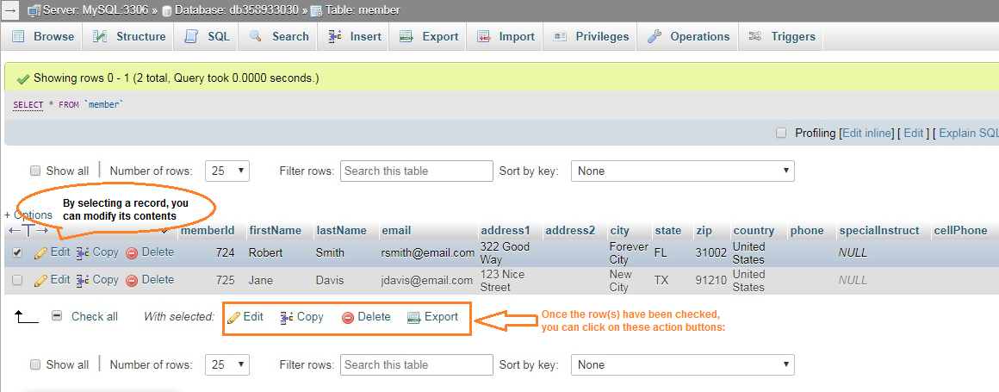 Server: MySQL:3306 » Database: db358933030 » Table: member
Browse Structure SQL Search Insert Export Import Privileges Operations Triggers
Showing rows 0 - 1 (2 total, Query took 0.0000 seconds.)
SELECT * FROM `member`
Profiling [Edit inline] [ Edit ] [ Explain SQL
Show all Number of rows: 25 Filter rows: Search this table Sort by key: None
By selecting a record, you
can modify its contents
+ Options
memberId firstName lastName email address1 address2 city state zip country phone specialInstruct cellPhone
Edit Copy Delete 724 Robert Smith rsmith@email.com 322 Good Way Forever City FL 31002 United States NULL
Edit Copy Delete 725 Jane Davis jdavis@email.com 123 Nice Street New City TX 91210 United States NULL
Check all With selected: Edit Copy Delete Export
Once the row(s) have been checked,
you can click on these action buttons:
Show all Number of rows: 25 Filter rows: Search this table Sort by key: None